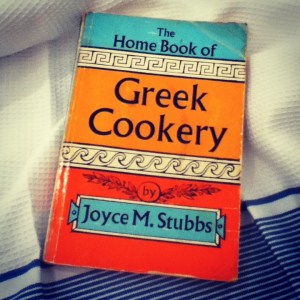 The
Home Book of
Greek
Cookery
by
Joyce M. Stubbs